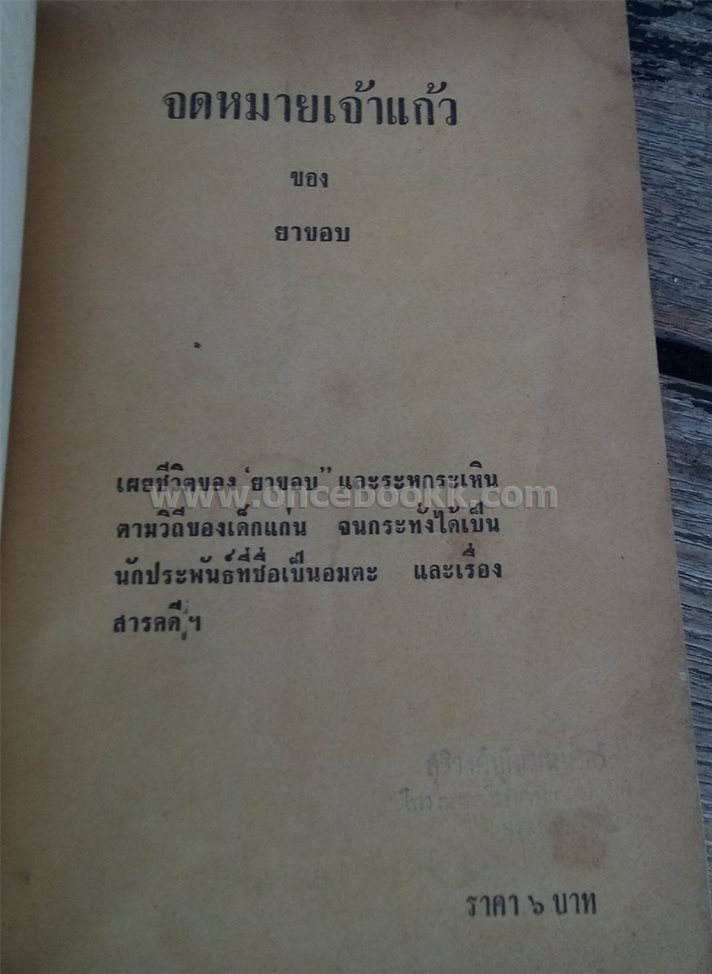 จดหมายเจ้าแก้ว
ของ
ยาขอบ
เผยชีวิตของ 'ยาขอบ" และระหกระเหิน
www.oncebookk.com
ตามวิถีของเด็กแก่น จนกระทั้งได้เป็น
นักประพันธ์ที่ชื่อเป็นอมตะ และเรื่อง
สารคดี ฯ
ราคา ๖ บาท